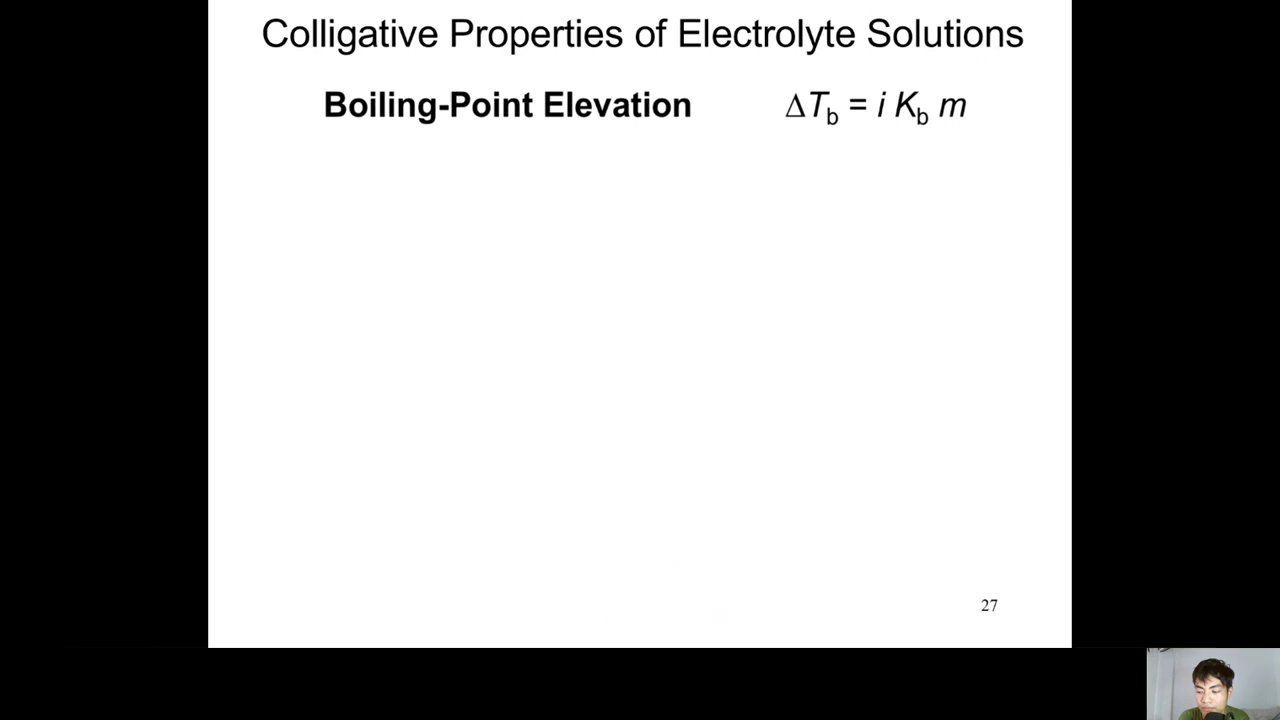 Colligative Properties of Electrolyte Solutions
Boiling-Point Elevation ΔTb = i Kb m
27